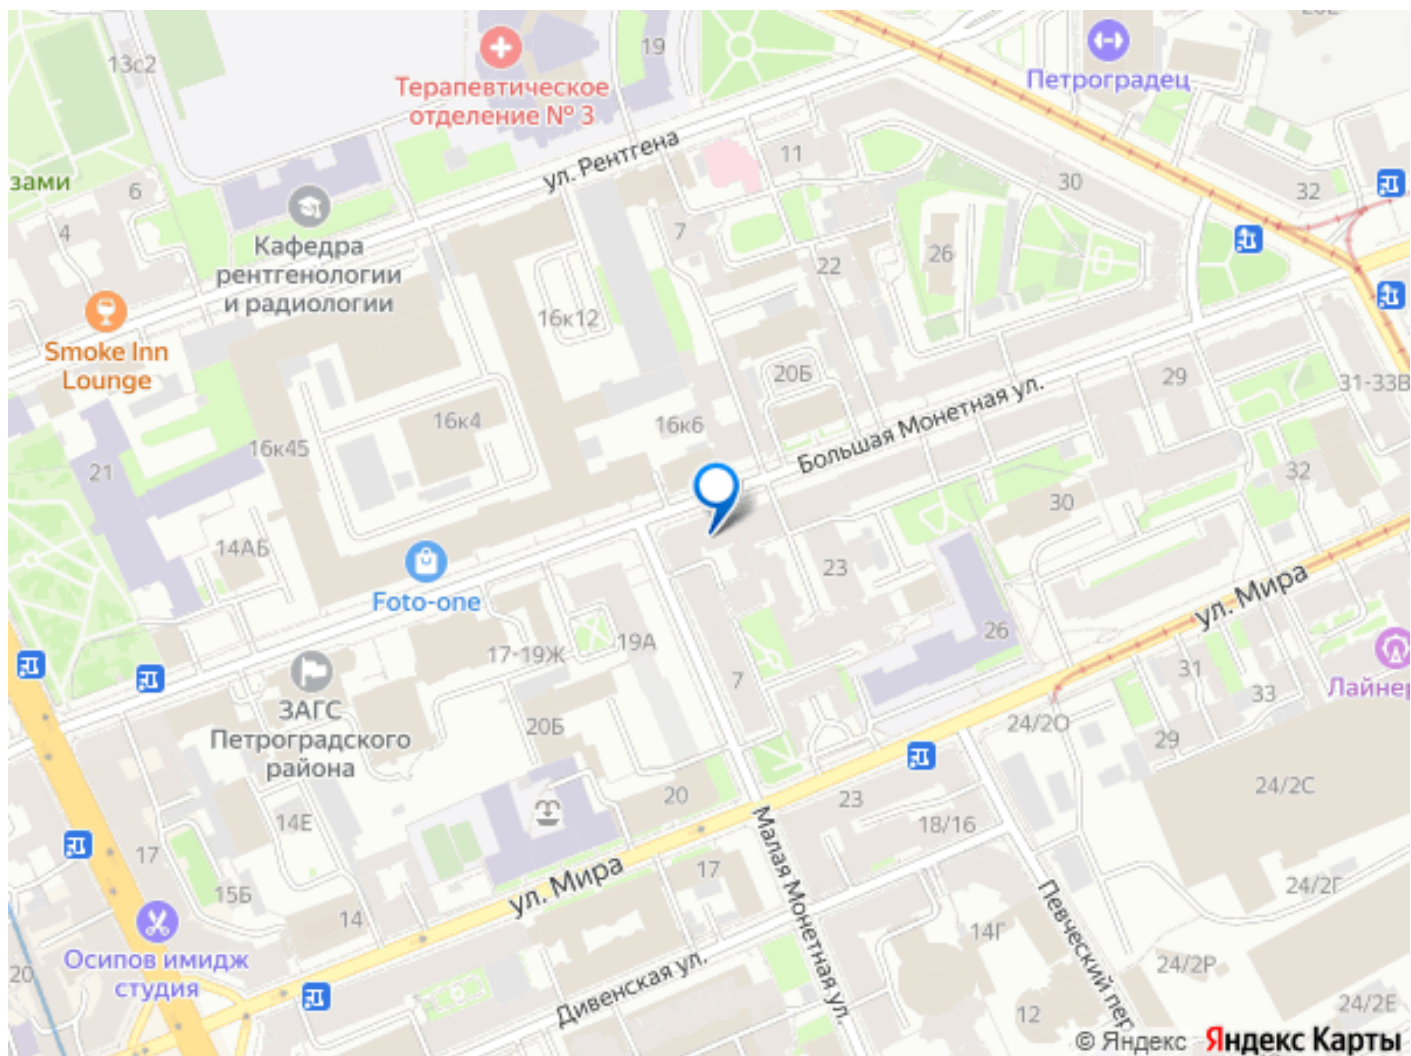 13с2
19
Терапевтическое
отделение № 3
Петроградец
ул. Рентгена
11
30
32
зами
6
4
Кафедра
рентгенологии
и радиологии
7
22
26
Smoke Inn
Lounge
16к12
20Б
29
31-33В
16к4
16к6
Большая Монетная ул.
16к45
21
32
30
14АБ
23
Foto-one
ул. Мира
26
17-19Ж
19А
7
31
33
Лайнер
ЗАГС
Петроградского
района
20Б
24/2О
29
20
23
18/16
24/2С
14Е
17
15Б
14
ул. Мира
17
Малая Монетная ул.
24/2Г
Осипов имидж
студия
20
Дивенская ул.
14Г
12
Певческий пер
24/2Р
24/2Е
© Яндекс Яндекс Карты